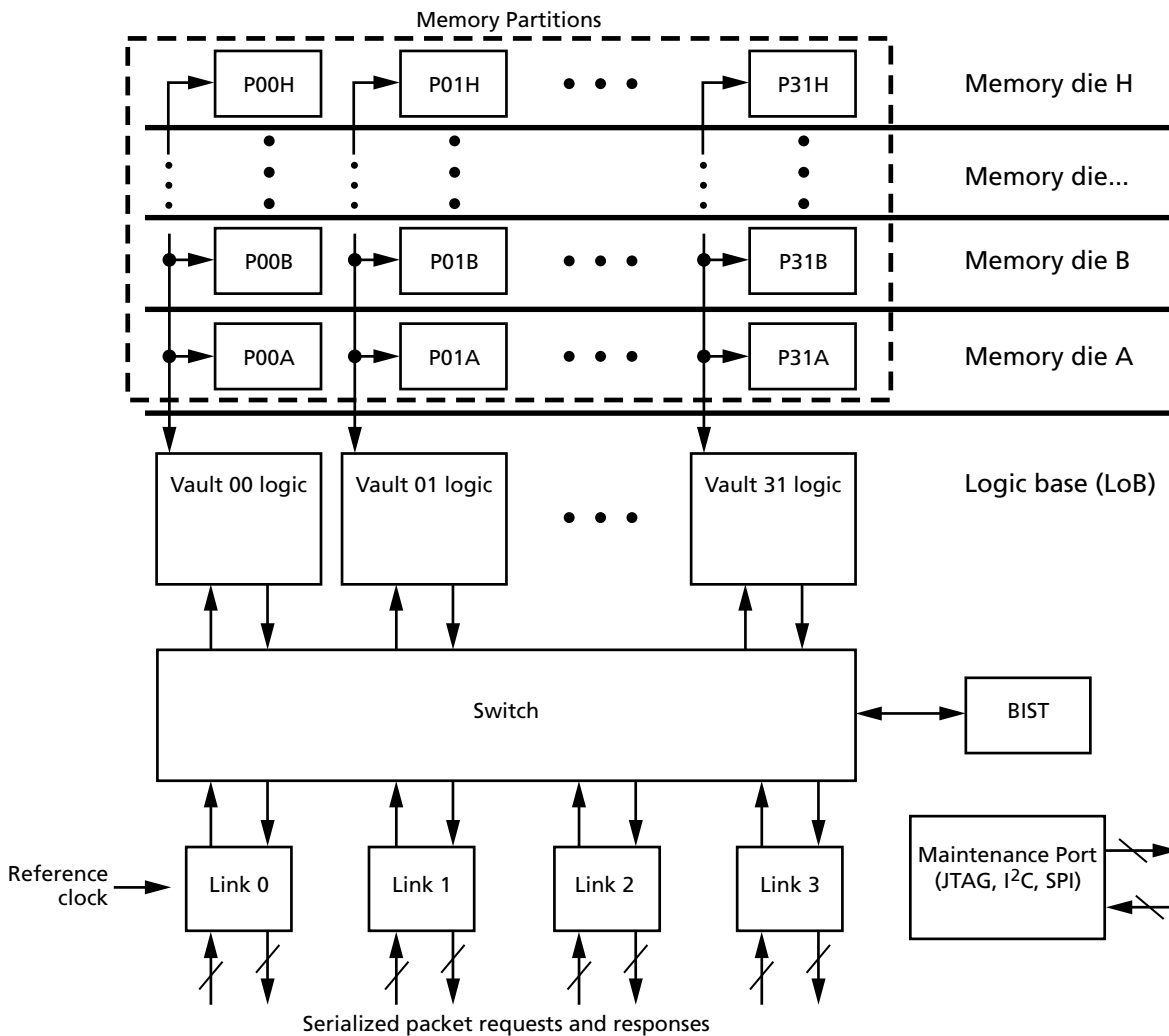 Memory Partitions
P00H
P01H
P31H
Memory die H
Memory die...
P00B
P01B
P31B
Memory die B
P00A
P01A
P31A
Memory die A
Vault 00 logic
Vault 01 logic
Vault 31 logic
Logic base (LoB)
Switch
BIST
Reference
clock
Link 0
Link 1
Link 2
Link 3
Maintenance Port
(JTAG, I²C, SPI)
Serialized packet requests and responses